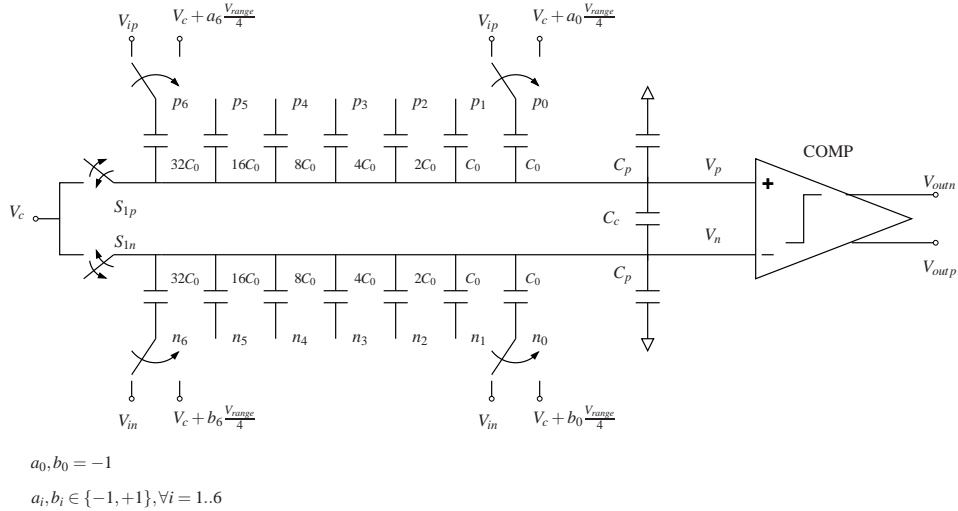 V_ip V_c + a_6 V_range/4 V_ip V_c + a_0 V_range/4
p_6 p_5 p_4 p_3 p_2 p_1 p_0
COMP
32C_0 16C_0 8C_0 4C_0 2C_0 C_0 C_0 C_p V_p
+
V_outn
V_c S_1p C_c
S_1n V_n
−
V_outp
32C_0 16C_0 8C_0 4C_0 2C_0 C_0 C_0 C_p
n_6 n_5 n_4 n_3 n_2 n_1 n_0
V_in V_c + b_6 V_range/4 V_in V_c + b_0 V_range/4
a_0, b_0 = −1
a_i, b_i ∈ {−1, +1}, ∀i = 1..6